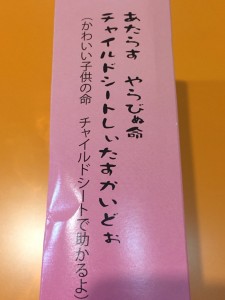 あたらす　やらびぬ命
チャイルドシートしぃたすかいどぉ
(かわいい子供の命　チャイルドシートで助かるよ)